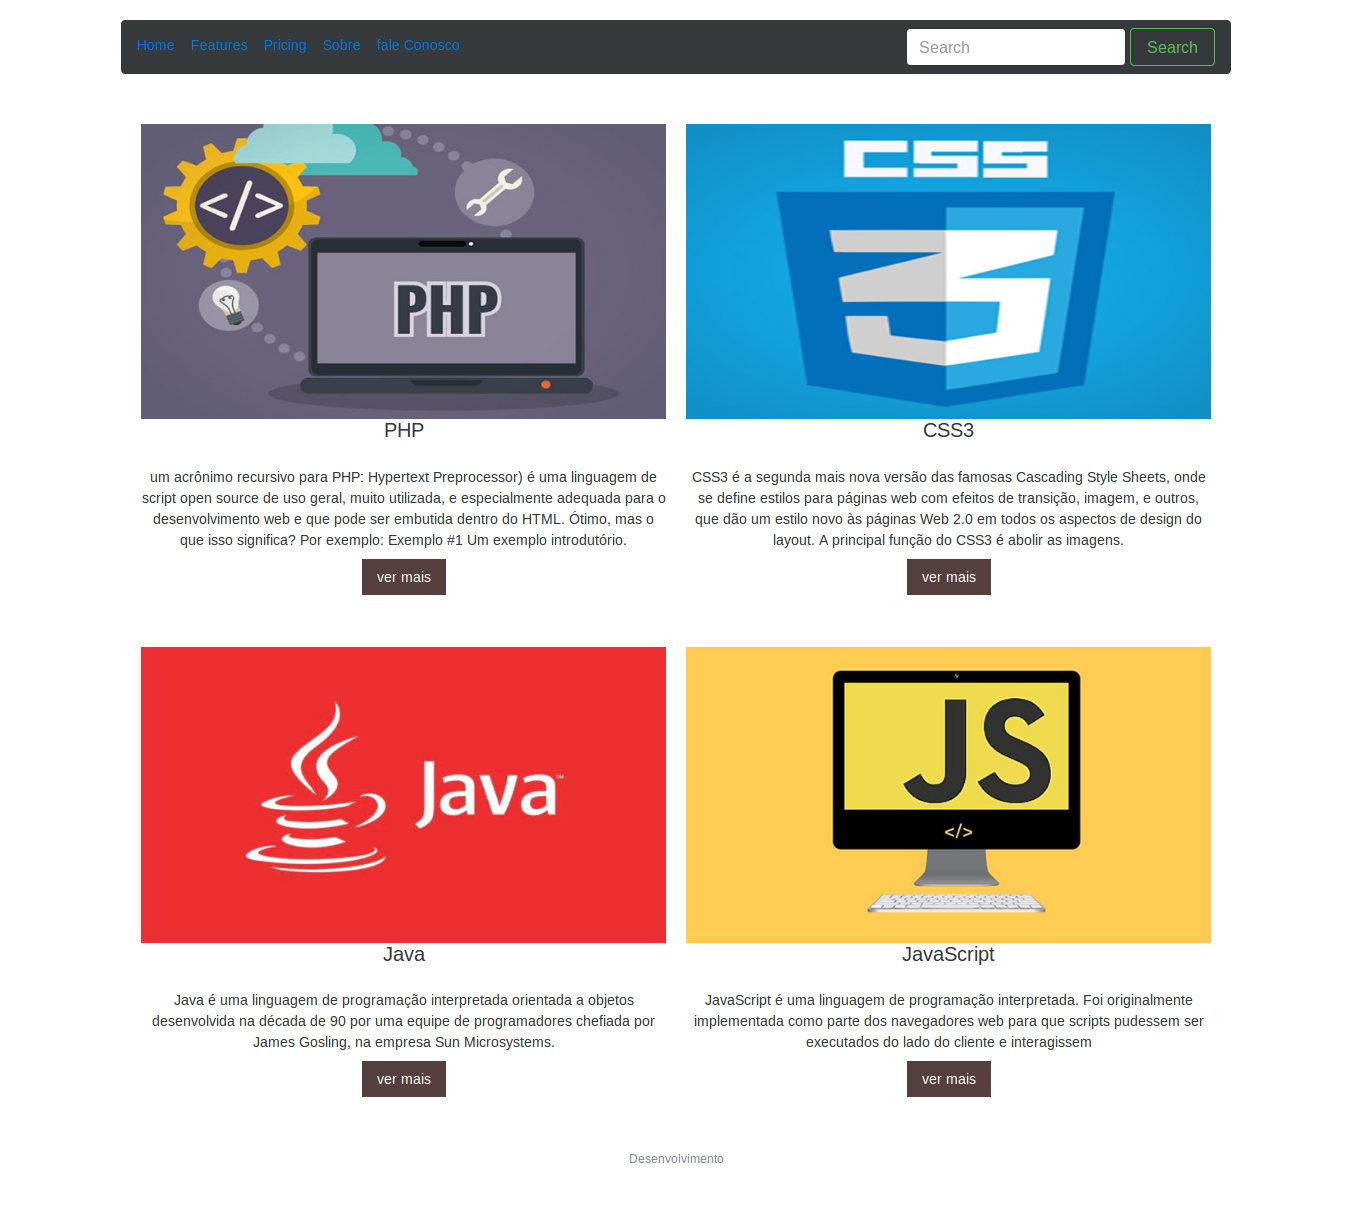 Home Features Pricing Sobre fale Conosco Search Search
</>
PHP
CSS
3
PHP
um acrônimo recursivo para PHP: Hypertext Preprocessor) é uma linguagem de
script open source de uso geral, muito utilizada, e especialmente adequada para o
desenvolvimento web e que pode ser embutida dentro do HTML. Ótimo, mas o
que isso significa? Por exemplo: Exemplo #1 Um exemplo introdutório.
ver mais
CSS3
CSS3 é a segunda mais nova versão das famosas Cascading Style Sheets, onde
se define estilos para páginas web com efeitos de transição, imagem, e outros,
que dão um estilo novo às páginas Web 2.0 em todos os aspectos de design do
layout. A principal função do CSS3 é abolir as imagens.
ver mais
Java™
JS
</>
Java
Java é uma linguagem de programação interpretada orientada a objetos
desenvolvida na década de 90 por uma equipe de programadores chefiada por
James Gosling, na empresa Sun Microsystems.
ver mais
JavaScript
JavaScript é uma linguagem de programação interpretada. Foi originalmente
implementada como parte dos navegadores web para que scripts pudessem ser
executados do lado do cliente e interagissem
ver mais
Desenvolvimento